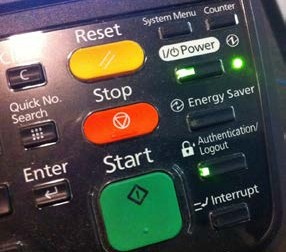 Reset
System Menu
Counter
I/⏻ Power
C
Stop
Quick No.
Search
Energy Saver
Authentication/
Logout
Enter
Start
Interrupt